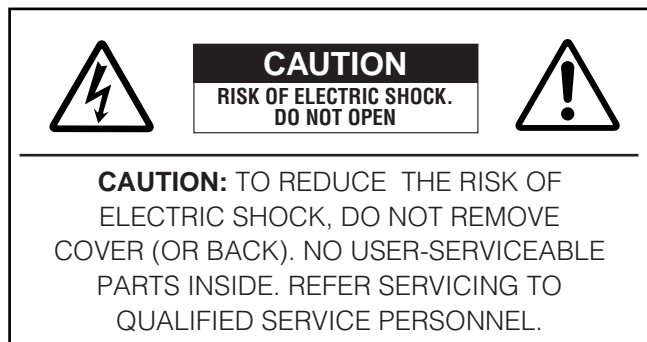 CAUTION
RISK OF ELECTRIC SHOCK.
DO NOT OPEN
CAUTION: TO REDUCE THE RISK OF
ELECTRIC SHOCK, DO NOT REMOVE
COVER (OR BACK). NO USER-SERVICEABLE
PARTS INSIDE. REFER SERVICING TO
QUALIFIED SERVICE PERSONNEL.